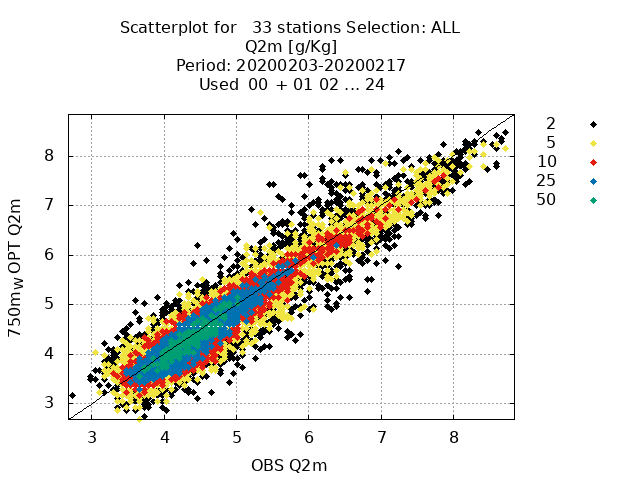 Scatterplot for   33 stations Selection: ALL
Q2m [g/Kg]
Period: 20200203-20200217
Used  00 + 01 02 ... 24
2
5
10
25
50
8
7
6
5
4
3
750mW OPT Q2m
3 4 5 6 7 8
OBS Q2m